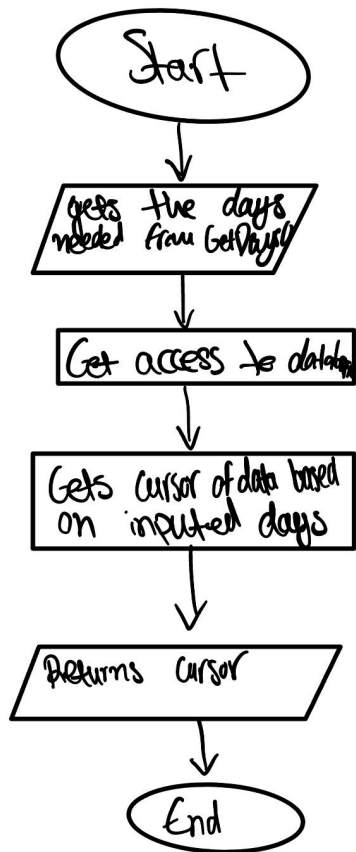 Start
gets the days
needed from GetDays()
Get access to database
Gets cursor of data based
on inputed days
Returns cursor
End